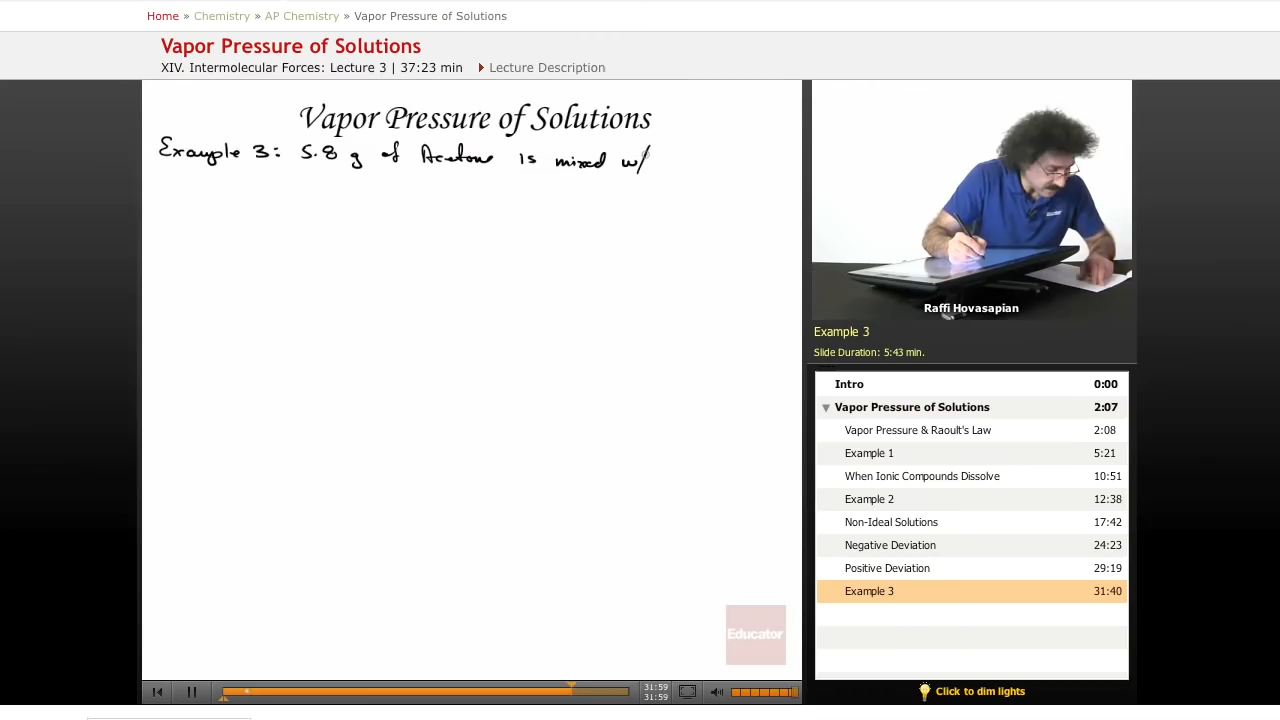 Home » Chemistry » AP Chemistry » Vapor Pressure of Solutions
Vapor Pressure of Solutions
XIV. Intermolecular Forces: Lecture 3 | 37:23 min
Lecture Description
Vapor Pressure of Solutions
Example 3: 5.8 g of Acetone is mixed w/
Raffi Hovasapian
Example 3
Slide Duration: 5:43 min.
Intro 0:00
Vapor Pressure of Solutions 2:07
Vapor Pressure & Raoult's Law 2:08
Example 1 5:21
When Ionic Compounds Dissolve 10:51
Example 2 12:38
Non-Ideal Solutions 17:42
Negative Deviation 24:23
Positive Deviation 29:19
Example 3 31:40
Educator
31:59
31:59
Click to dim lights